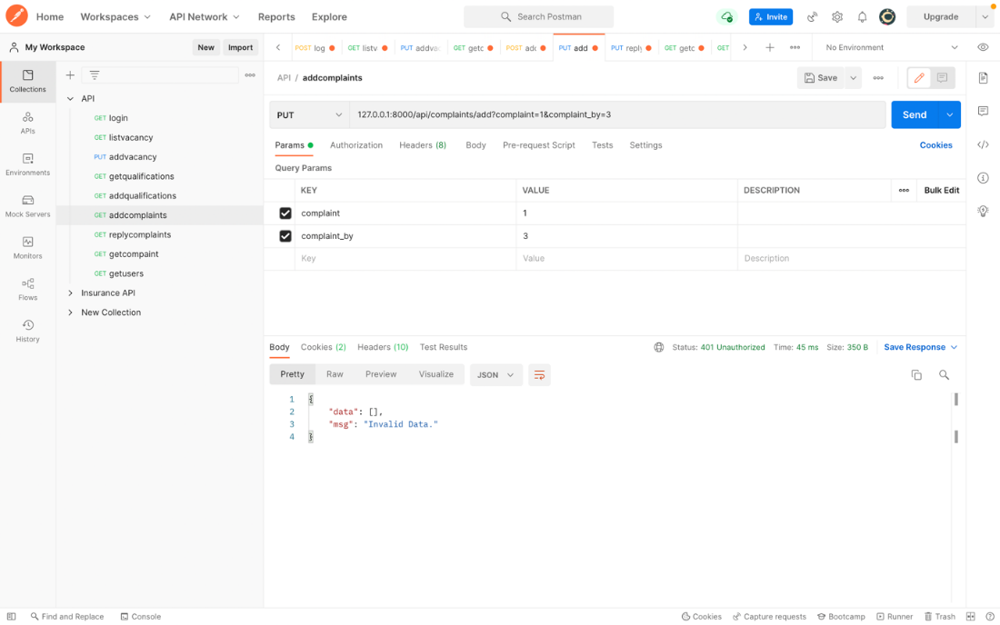 Home Workspaces API Network Reports Explore Search Postman Invite Upgrade
My Workspace New Import POST log GET listv PUT addva GET getc POST adc PUT add PUT reply GET getc GET No Environment
Collections
APIs
Environments
Mock Servers
Monitors
Flows
History
API
GET login
GET listvacancy
PUT addvacancy
GET getqualifications
GET addqualifications
GET addcomplaints
GET replycomplaints
GET getcompaint
GET getusers
Insurance API
New Collection
API / addcomplaints Save
PUT 127.0.0.1:8000/api/complaints/add?complaint=1&complaint_by=3 Send
Params Authorization Headers (8) Body Pre-request Script Tests Settings Cookies
Query Params
KEY VALUE DESCRIPTION Bulk Edit
complaint 1
complaint_by 3
Key Value Description
Body Cookies (2) Headers (10) Test Results Status: 401 Unauthorized Time: 45 ms Size: 350 B Save Response
Pretty Raw Preview Visualize JSON
1 {
2 "data": [],
3 "msg": "Invalid Data."
4 }
Find and Replace Console Cookies Capture requests Bootcamp Runner Trash